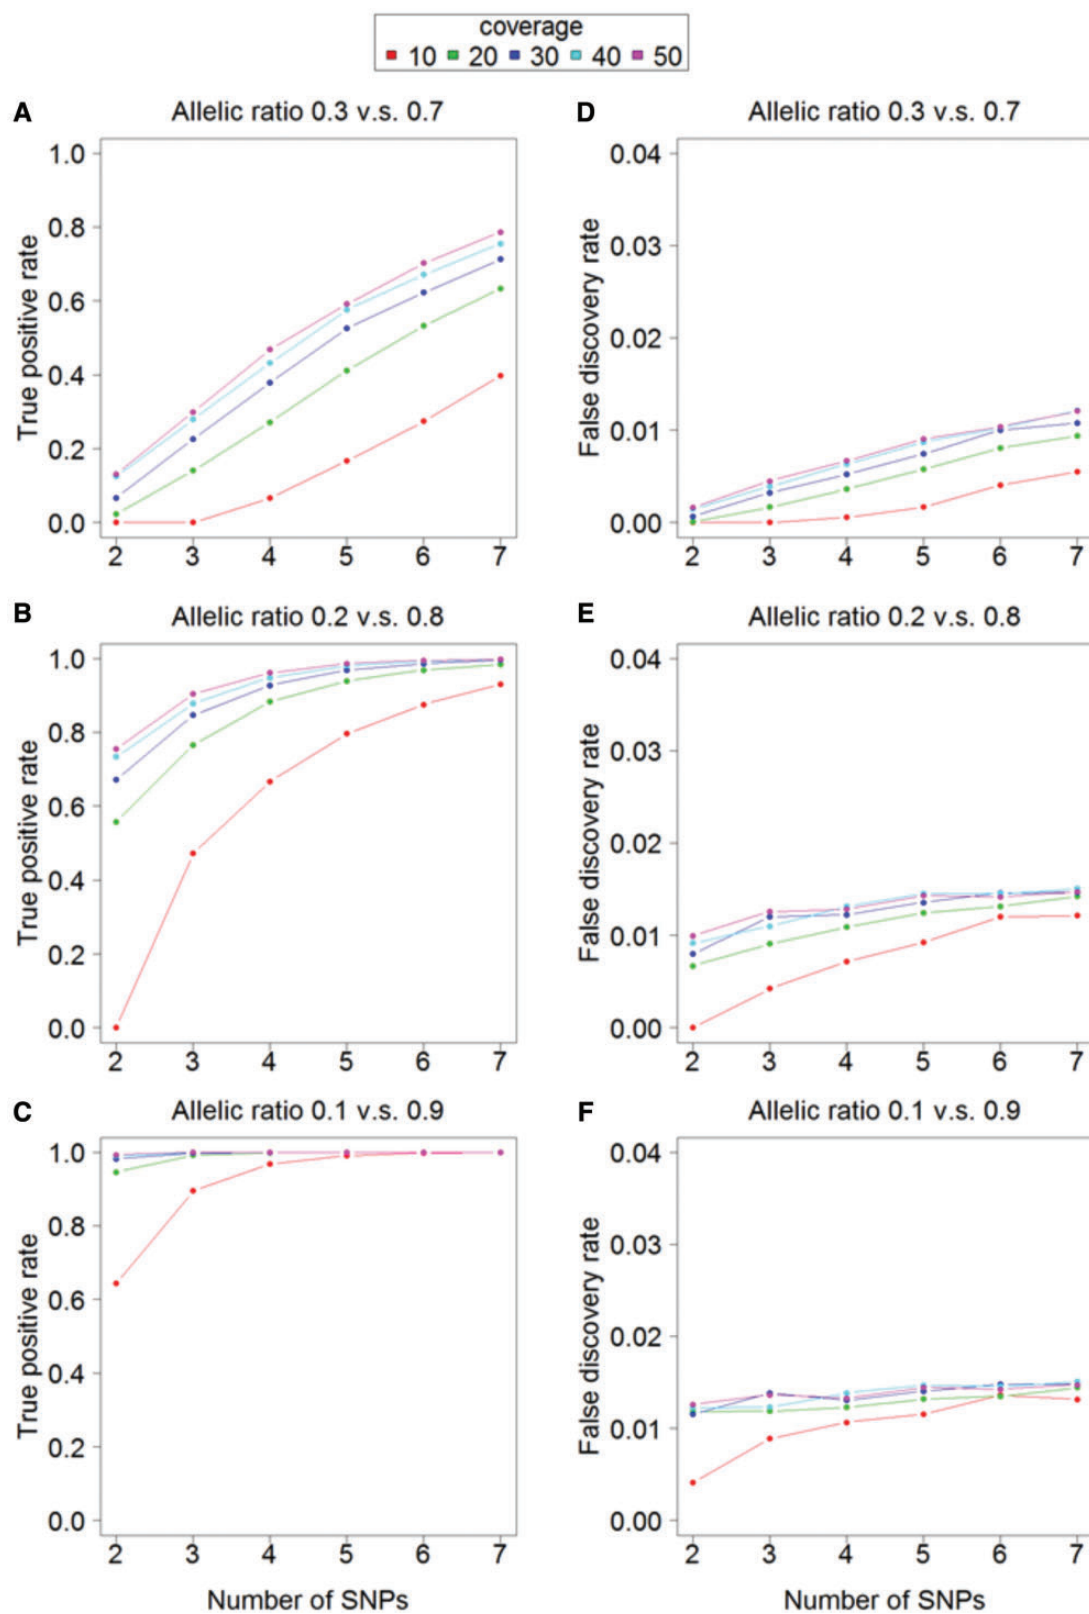 coverage
10 20 30 40 50
A Allelic ratio 0.3 v.s. 0.7
True positive rate
1.0
0.8
0.6
0.4
0.2
0.0
2 3 4 5 6 7
D Allelic ratio 0.3 v.s. 0.7
False discovery rate
0.04
0.03
0.02
0.01
0.00
2 3 4 5 6 7
B Allelic ratio 0.2 v.s. 0.8
True positive rate
1.0
0.8
0.6
0.4
0.2
0.0
2 3 4 5 6 7
E Allelic ratio 0.2 v.s. 0.8
False discovery rate
0.04
0.03
0.02
0.01
0.00
2 3 4 5 6 7
C Allelic ratio 0.1 v.s. 0.9
True positive rate
1.0
0.8
0.6
0.4
0.2
0.0
2 3 4 5 6 7
Number of SNPs
F Allelic ratio 0.1 v.s. 0.9
False discovery rate
0.04
0.03
0.02
0.01
0.00
2 3 4 5 6 7
Number of SNPs